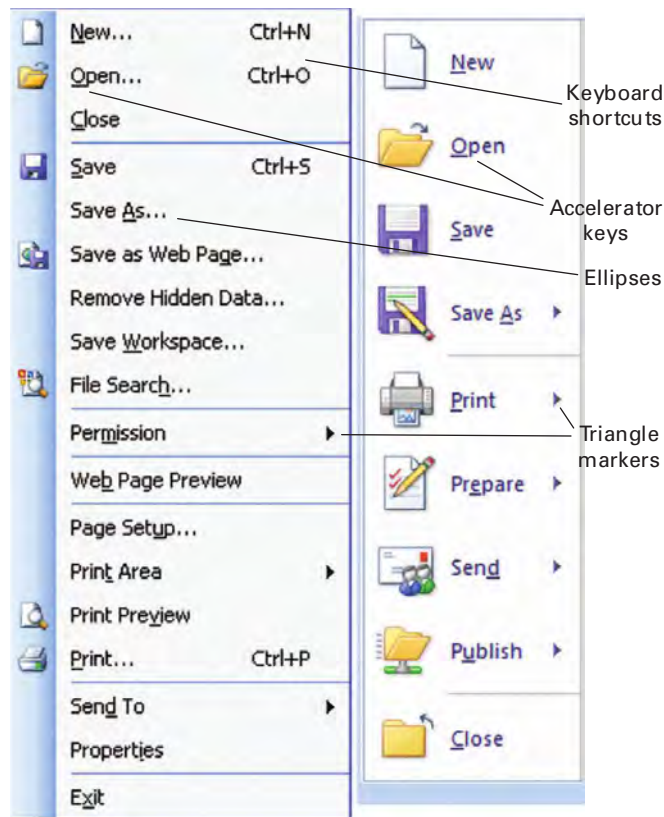 New... Ctrl+N
Open... Ctrl+O
Close
Save Ctrl+S
Save As...
Save as Web Page...
Remove Hidden Data...
Save Workspace...
File Search...
Permission
Web Page Preview
Page Setup...
Print Area
Print Preview
Print... Ctrl+P
Send To
Properties
Exit
New
Open
Save
Save As
Print
Prepare
Send
Publish
Close
Keyboard
shortcuts
Accelerator
keys
Ellipses
Triangle
markers